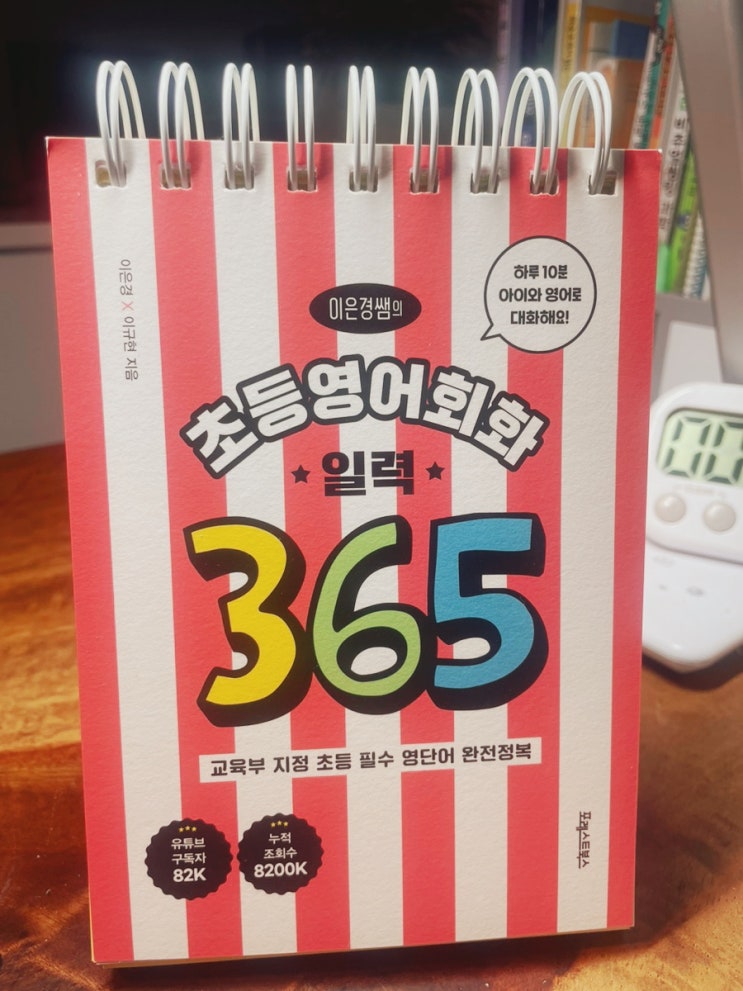 하루 10분
아이와 영어로
대화해요!
이은경 X 이규현 지음
이은경쌤의
초등영어회화
일력
365
교육부 지정 초등 필수 영단어 완전정복
유튜브
구독자
82K
누적
조회수
8200K
포레스트북스